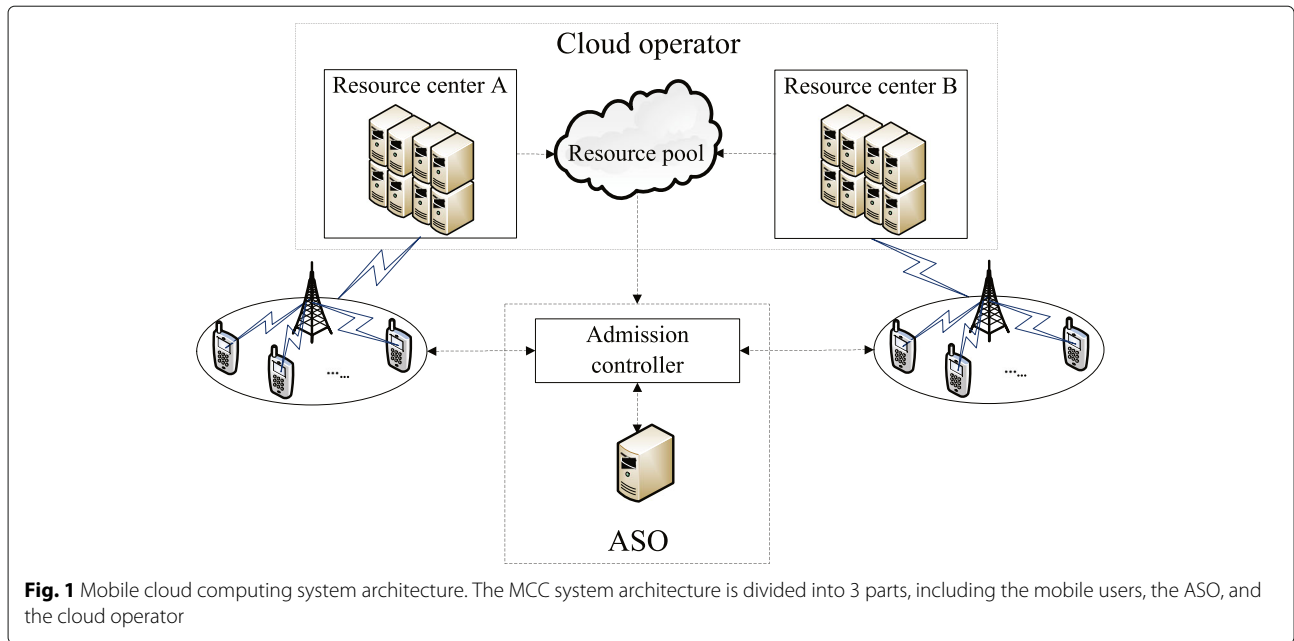 Cloud operator
Resource center A
Resource pool
Resource center B
Admission
controller
......
......
ASO
Fig. 1 Mobile cloud computing system architecture. The MCC system architecture is divided into 3 parts, including the mobile users, the ASO, and
the cloud operator